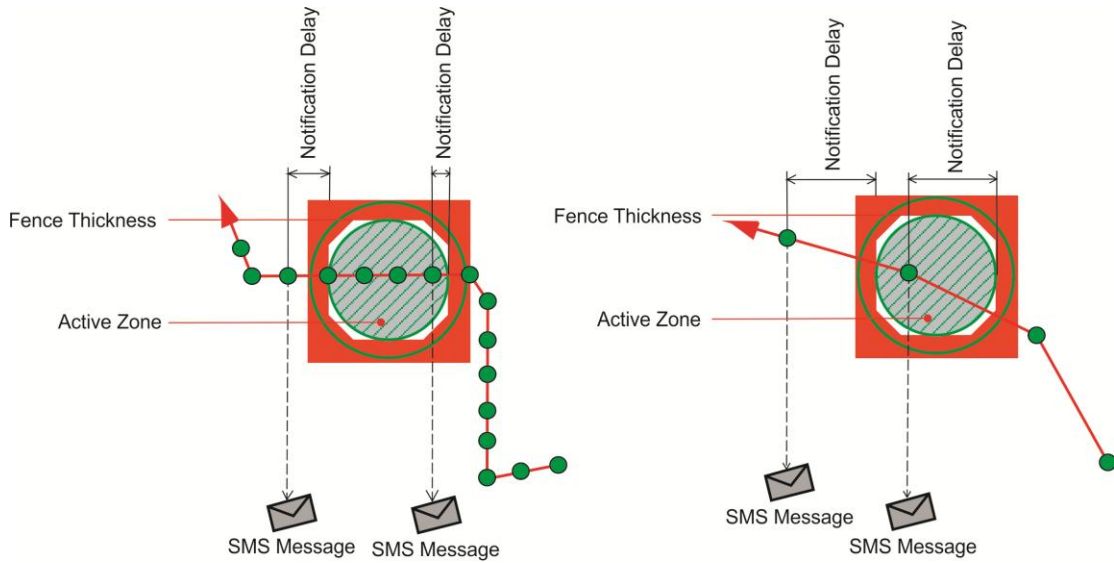 Notification Delay
Notification Delay
Fence Thickness
Active Zone
SMS Message
SMS Message
Notification Delay
Notification Delay
Fence Thickness
Active Zone
SMS Message
SMS Message